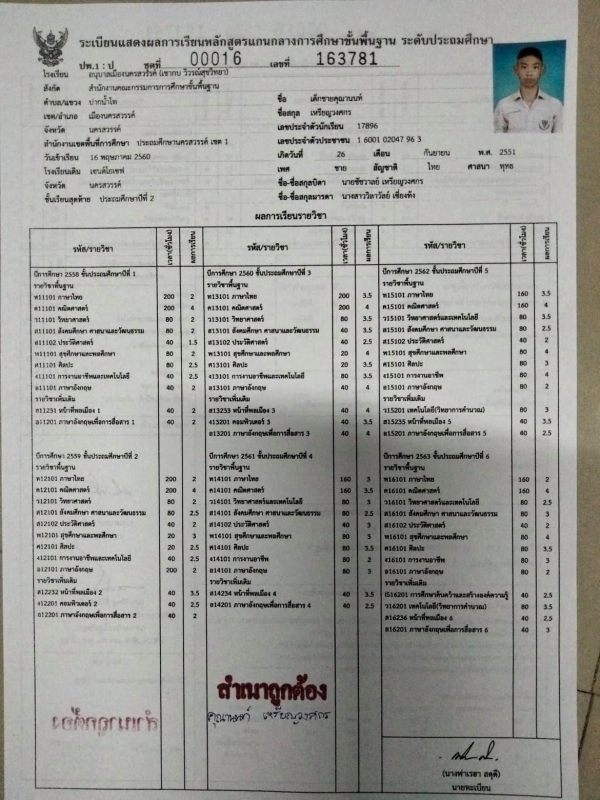 ระเบียนแสดงผลการเรียนหลักสูตรแกนกลางการศึกษาขั้นพื้นฐาน ระดับประถมศึกษา
ปพ.1 : ป ชุดที่ 00016 เลขที่ 163781
โรงเรียน อนุบาลเมืองนครสวรรค์ (เขากบ วิวรณ์สุขวิทยา)
สังกัด สำนักงานคณะกรรมการการศึกษาขั้นพื้นฐาน
ตำบล/แขวง ปากน้ำโพ
เขต/อำเภอ เมืองนครสวรรค์
จังหวัด นครสวรรค์
สำนักงานเขตพื้นที่การศึกษา ประถมศึกษานครสวรรค์ เขต 1
วันเข้าเรียน 16 พฤษภาคม 2560
โรงเรียนเดิม เซนต์โยเซฟ
จังหวัด นครสวรรค์
ชั้นเรียนสุดท้าย ประถมศึกษาปีที่ 2
ชื่อ เด็กชายคุณานนท์
ชื่อสกุล เหรียญวงศกร
เลขประจำตัวนักเรียน 17896
เลขประจำตัวประชาชน 1 6001 02047 96 3
เกิดวันที่ 26 เดือน กันยายน พ.ศ. 2551
เพศ ชาย สัญชาติ ไทย ศาสนา พุทธ
ชื่อ-ชื่อสกุลบิดา นายชัชวาลย์ เหรียญวงศกร
ชื่อ-ชื่อสกุลมารดา นางสาววิลาวัลย์ เชี่ยงท้ง
ผลการเรียนรายวิชา
รหัส/รายวิชา เวลา(ชั่วโมง) ผลการเรียน
ปีการศึกษา 2558 ชั้นประถมศึกษาปีที่ 1
รายวิชาพื้นฐาน
ท11101 ภาษาไทย 200 2
ค11101 คณิตศาสตร์ 200 4
ว11101 วิทยาศาสตร์ 80 2
ส11101 สังคมศึกษา ศาสนาและวัฒนธรรม 80 2
ส11102 ประวัติศาสตร์ 40 1.5
พ11101 สุขศึกษาและพลศึกษา 80 2
ศ11101 ศิลปะ 40 2.5
ง11101 การงานอาชีพและเทคโนโลยี 40 2.5
อ11101 ภาษาอังกฤษ 40 2
รายวิชาเพิ่มเติม
ส11231 หน้าที่พลเมือง 1 40 2
อ11201 ภาษาอังกฤษเพื่อการสื่อสาร 1 40 2
ปีการศึกษา 2559 ชั้นประถมศึกษาปีที่ 2
รายวิชาพื้นฐาน
ท12101 ภาษาไทย 200 2
ค12101 คณิตศาสตร์ 200 4
ว12101 วิทยาศาสตร์ 80 2
ส12101 สังคมศึกษา ศาสนาและวัฒนธรรม 80 2.5
ส12102 ประวัติศาสตร์ 40 2
พ12101 สุขศึกษาและพลศึกษา 20 3
ศ12101 ศิลปะ 20 2.5
ง12101 การงานอาชีพและเทคโนโลยี 40 2.5
อ12101 ภาษาอังกฤษ 200 2
รายวิชาเพิ่มเติม
ส12232 หน้าที่พลเมือง 2 40 3.5
ง12201 คอมพิวเตอร์ 2 40 2.5
อ12201 ภาษาอังกฤษเพื่อการสื่อสาร 2 40 2
รหัส/รายวิชา เวลา(ชั่วโมง) ผลการเรียน
ปีการศึกษา 2560 ชั้นประถมศึกษาปีที่ 3
รายวิชาพื้นฐาน
ท13101 ภาษาไทย 200 3.5
ค13101 คณิตศาสตร์ 200 4
ว13101 วิทยาศาสตร์ 80 3.5
ส13101 สังคมศึกษา ศาสนาและวัฒนธรรม 40 3.5
ส13102 ประวัติศาสตร์ 40 2.5
พ13101 สุขศึกษาและพลศึกษา 20 4
ศ13101 ศิลปะ 20 3.5
ง13101 การงานอาชีพและเทคโนโลยี 80 3.5
อ13101 ภาษาอังกฤษ 40 4
รายวิชาเพิ่มเติม
ส13233 หน้าที่พลเมือง 3 40 4
ง13201 คอมพิวเตอร์ 3 40 3.5
อ13201 ภาษาอังกฤษเพื่อการสื่อสาร 3 40 4
ปีการศึกษา 2561 ชั้นประถมศึกษาปีที่ 4
รายวิชาพื้นฐาน
ท14101 ภาษาไทย 160 3
ค14101 คณิตศาสตร์ 160 3.5
ว14101 วิทยาศาสตร์และเทคโนโลยี 80 3
ส14101 สังคมศึกษา ศาสนาและวัฒนธรรม 80 2.5
ส14102 ประวัติศาสตร์ 40 3
พ14101 สุขศึกษาและพลศึกษา 80 3
ศ14101 ศิลปะ 80 3.5
ง14101 การงานอาชีพ 80 2
อ14101 ภาษาอังกฤษ 80 3
รายวิชาเพิ่มเติม
ส14234 หน้าที่พลเมือง 4 40 3.5
อ14201 ภาษาอังกฤษเพื่อการสื่อสาร 4 40 2.5
รหัส/รายวิชา เวลา(ชั่วโมง) ผลการเรียน
ปีการศึกษา 2562 ชั้นประถมศึกษาปีที่ 5
รายวิชาพื้นฐาน
ท15101 ภาษาไทย 160 3.5
ค15101 คณิตศาสตร์ 160 4
ว15101 วิทยาศาสตร์และเทคโนโลยี 80 3.5
ส15101 สังคมศึกษา ศาสนาและวัฒนธรรม 80 2.5
ส15102 ประวัติศาสตร์ 40 2
พ15101 สุขศึกษาและพลศึกษา 80 4
ศ15101 ศิลปะ 80 3
ง15101 การงานอาชีพ 80 4
อ15101 ภาษาอังกฤษ 80 2
รายวิชาเพิ่มเติม
ว15201 เทคโนโลยี(วิทยาการคำนวณ) 80 3
ส15235 หน้าที่พลเมือง 5 40 3.5
อ15201 ภาษาอังกฤษเพื่อการสื่อสาร 5 40 2.5
ปีการศึกษา 2563 ชั้นประถมศึกษาปีที่ 6
รายวิชาพื้นฐาน
ท16101 ภาษาไทย 160 2
ค16101 คณิตศาสตร์ 160 4
ว16101 วิทยาศาสตร์และเทคโนโลยี 80 2.5
ส16101 สังคมศึกษา ศาสนาและวัฒนธรรม 80 3
ส16102 ประวัติศาสตร์ 40 2
พ16101 สุขศึกษาและพลศึกษา 80 4
ศ16101 ศิลปะ 80 3.5
ง16101 การงานอาชีพ 80 3
อ16101 ภาษาอังกฤษ 80 2
รายวิชาเพิ่มเติม
IS16201 การศึกษาค้นคว้าและสร้างองค์ความรู้ 40 2.5
ว16201 เทคโนโลยี(วิทยาการคำนวณ) 80 3.5
ส16236 หน้าที่พลเมือง 6 40 2.5
อ16201 ภาษาอังกฤษเพื่อการสื่อสาร 6 40 3
สำเนาถูกต้อง
คุณานนท์ เหรียญวงศกร
สำเนาถูกต้อง
(นางฟาเรฮา สดุดี)
นายทะเบียน